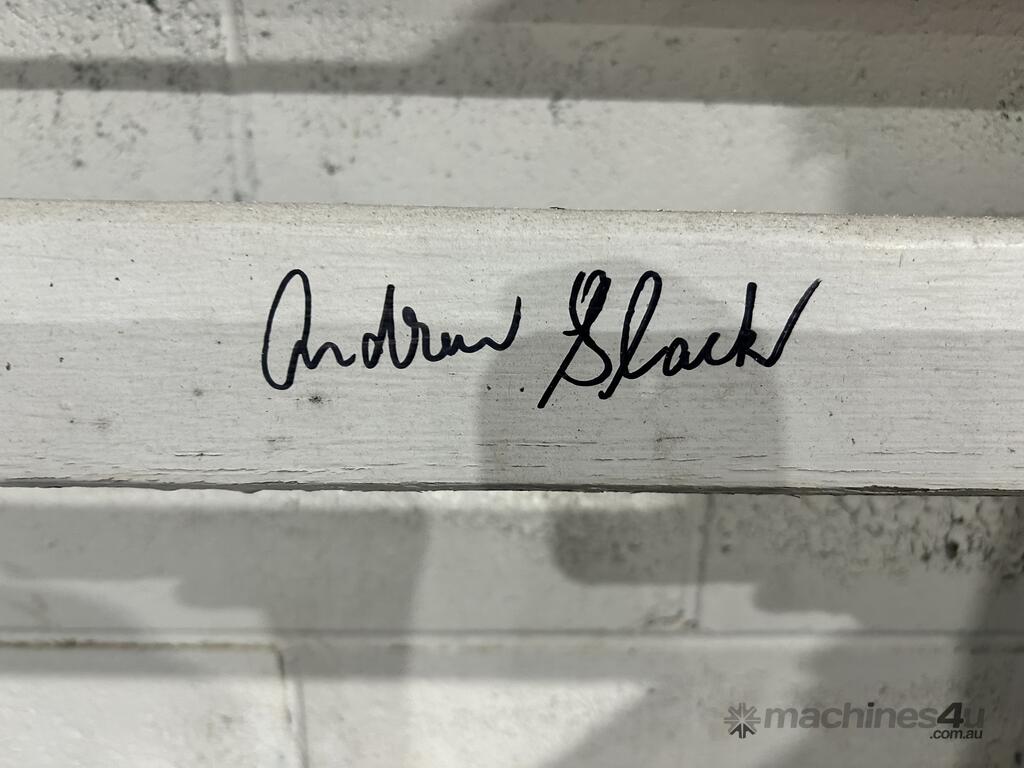 Andrew Slack
machines4u
.com.au